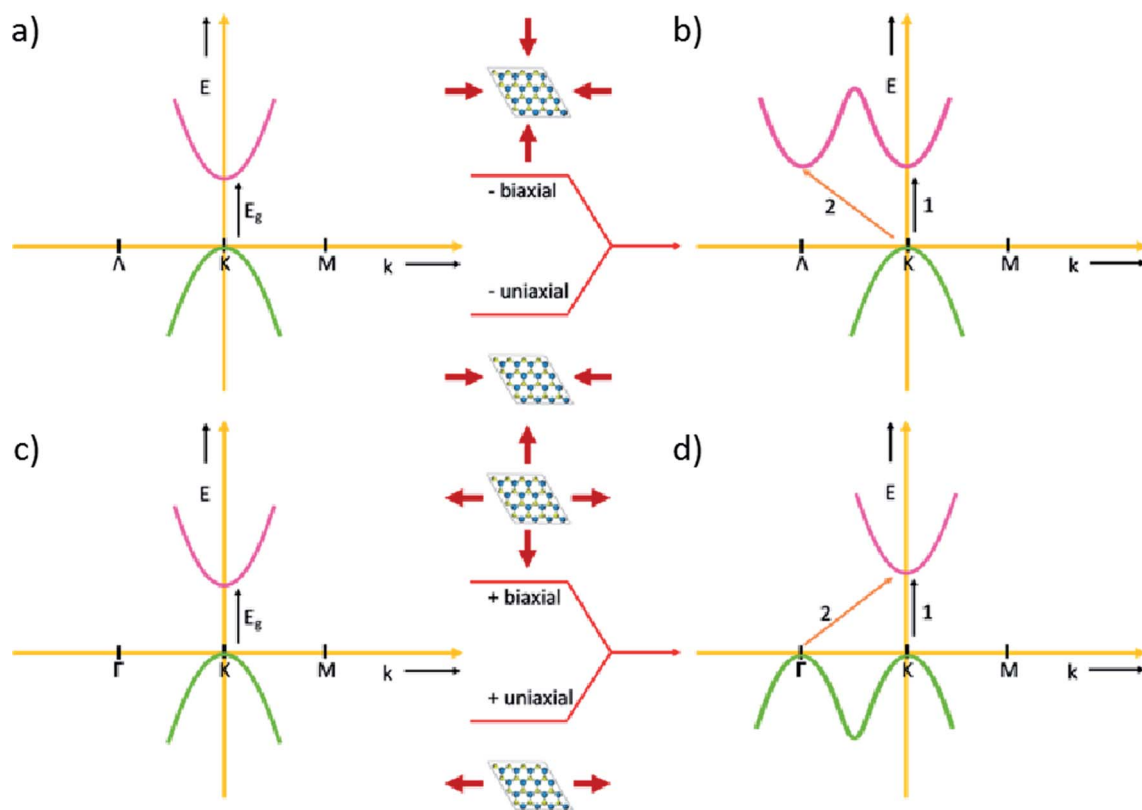 a)
E
E_g
Λ
K
M
k
- biaxial
- uniaxial
b)
E
2
1
Λ
K
M
k
c)
E
E_g
Γ
K
M
k
+ biaxial
+ uniaxial
d)
E
2
1
Γ
K
M
k